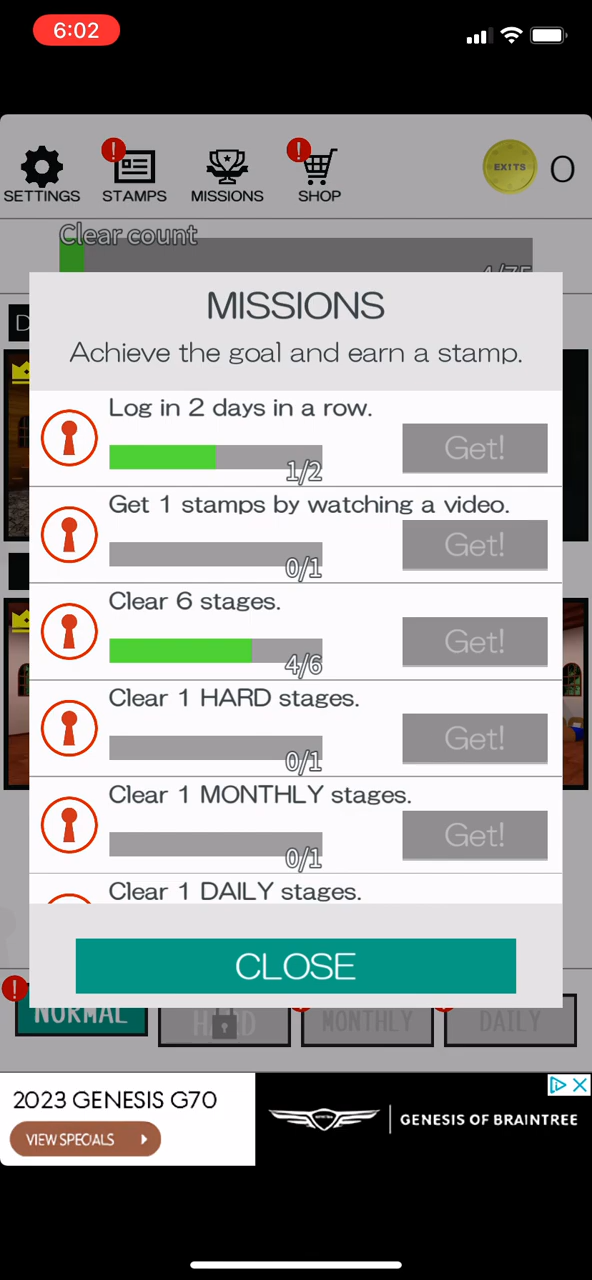 6:02
SETTINGS
STAMPS
MISSIONS
SHOP
EXITS
0
Clear count
4/75
MISSIONS
Achieve the goal and earn a stamp.
Log in 2 days in a row.
1/2
Get!
Get 1 stamps by watching a video.
0/1
Get!
Clear 6 stages.
4/6
Get!
Clear 1 HARD stages.
0/1
Get!
Clear 1 MONTHLY stages.
0/1
Get!
Clear 1 DAILY stages.
CLOSE
NORMAL
HARD
MONTHLY
DAILY
2023 GENESIS G70
VIEW SPECIALS
GENESIS OF BRAINTREE